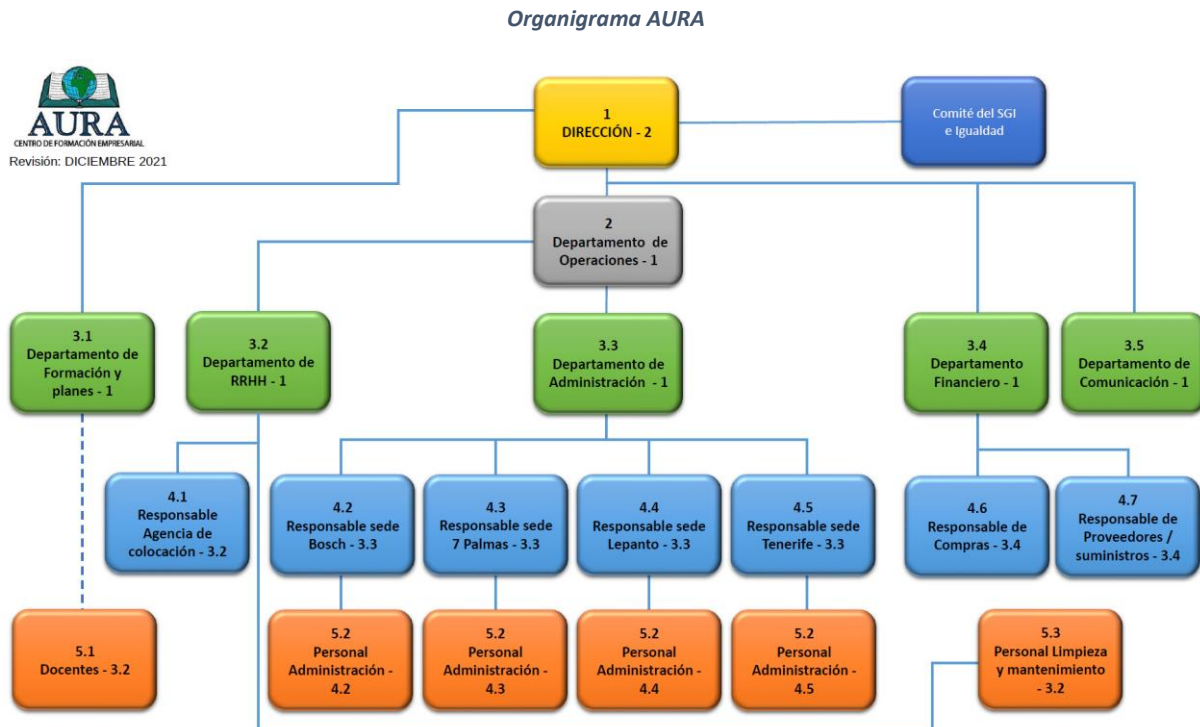 Organigrama AURA
AURA
CENTRO DE FORMACIÓN EMPRESARIAL
Revisión: DICIEMBRE 2021
1
DIRECCIÓN - 2
Comité del SGI
e Igualdad
2
Departamento de
Operaciones - 1
3.1
Departamento de
Formación y
planes - 1
3.2
Departamento de
RRHH - 1
3.3
Departamento de
Administración - 1
3.4
Departamento
Financiero - 1
3.5
Departamento de
Comunicación - 1
4.1
Responsable
Agencia de
colocación - 3.2
4.2
Responsable sede
Bosch - 3.3
4.3
Responsable sede
7 Palmas - 3.3
4.4
Responsable sede
Lepanto - 3.3
4.5
Responsable sede
Tenerife - 3.3
4.6
Responsable de
Compras - 3.4
4.7
Responsable de
Proveedores /
suministros - 3.4
5.1
Docentes - 3.2
5.2
Personal
Administración -
4.2
5.2
Personal
Administración -
4.3
5.2
Personal
Administración -
4.4
5.2
Personal
Administración -
4.5
5.3
Personal Limpieza
y mantenimiento -
3.2